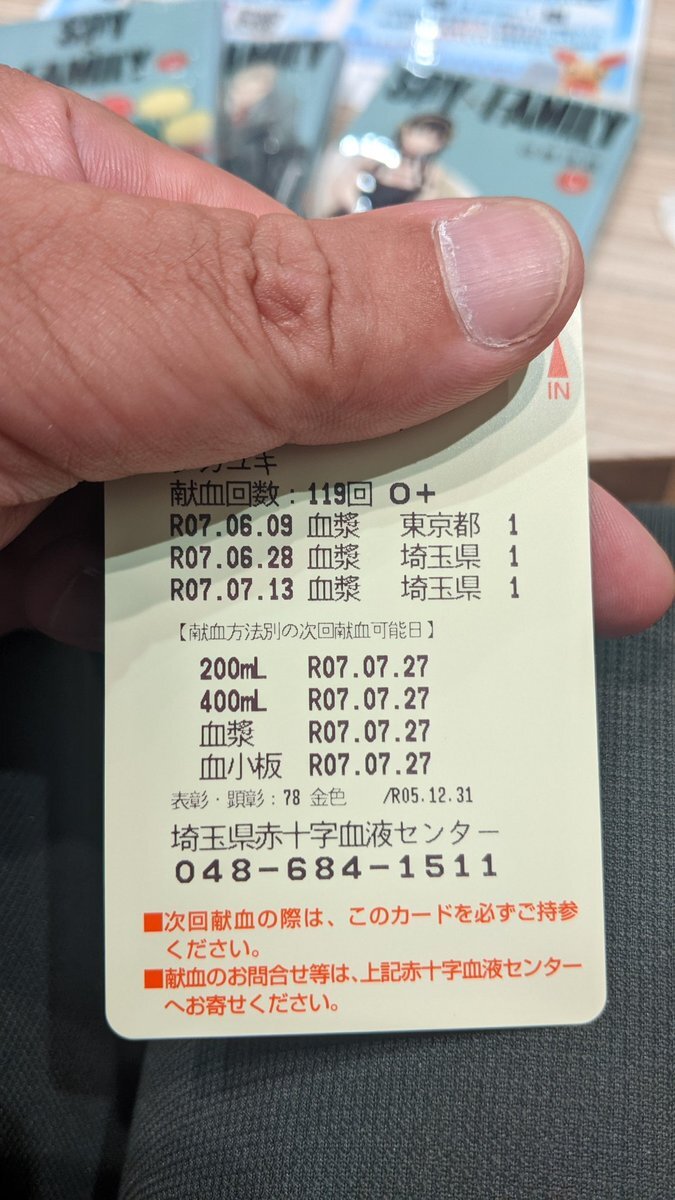 SPY
FAMILY
FAMILY
SPY×FAMILY
IN
献血回数:119回 O+
R07.06.09 血漿 東京都 1
R07.06.28 血漿 埼玉県 1
R07.07.13 血漿 埼玉県 1
【献血方法別の次回献血可能日】
200mL R07.07.27
400mL R07.07.27
血漿 R07.07.27
血小板 R07.07.27
表彰・顕彰:78 金色 /R05.12.31
埼玉県赤十字血液センター
048-684-1511
■次回献血の際は、このカードを必ずご持参
ください。
■献血のお問合せ等は、上記赤十字血液センター
へお寄せください。